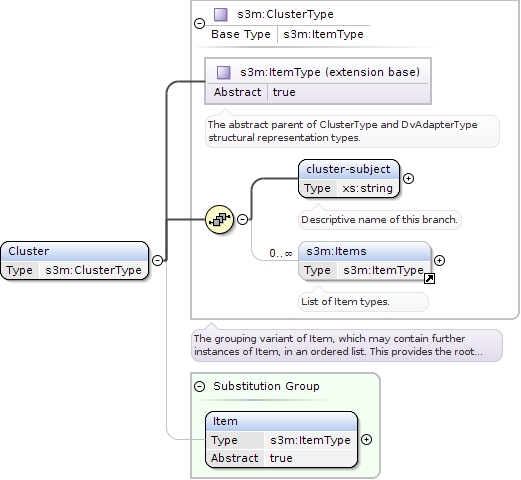 s3m:ClusterType
Base Type s3m:ItemType
s3m:ItemType (extension base)
Abstract true
The abstract parent of ClusterType and DvAdapterType
structural representation types.
cluster-subject
Type xs:string
Descriptive name of this branch.
Cluster
Type s3m:ClusterType
0..∞
s3m:Items
Type s3m:ItemType
List of Item types.
The grouping variant of Item, which may contain further
instances of Item, in an ordered list. This provides the root...
Substitution Group
Item
Type s3m:ItemType
Abstract true